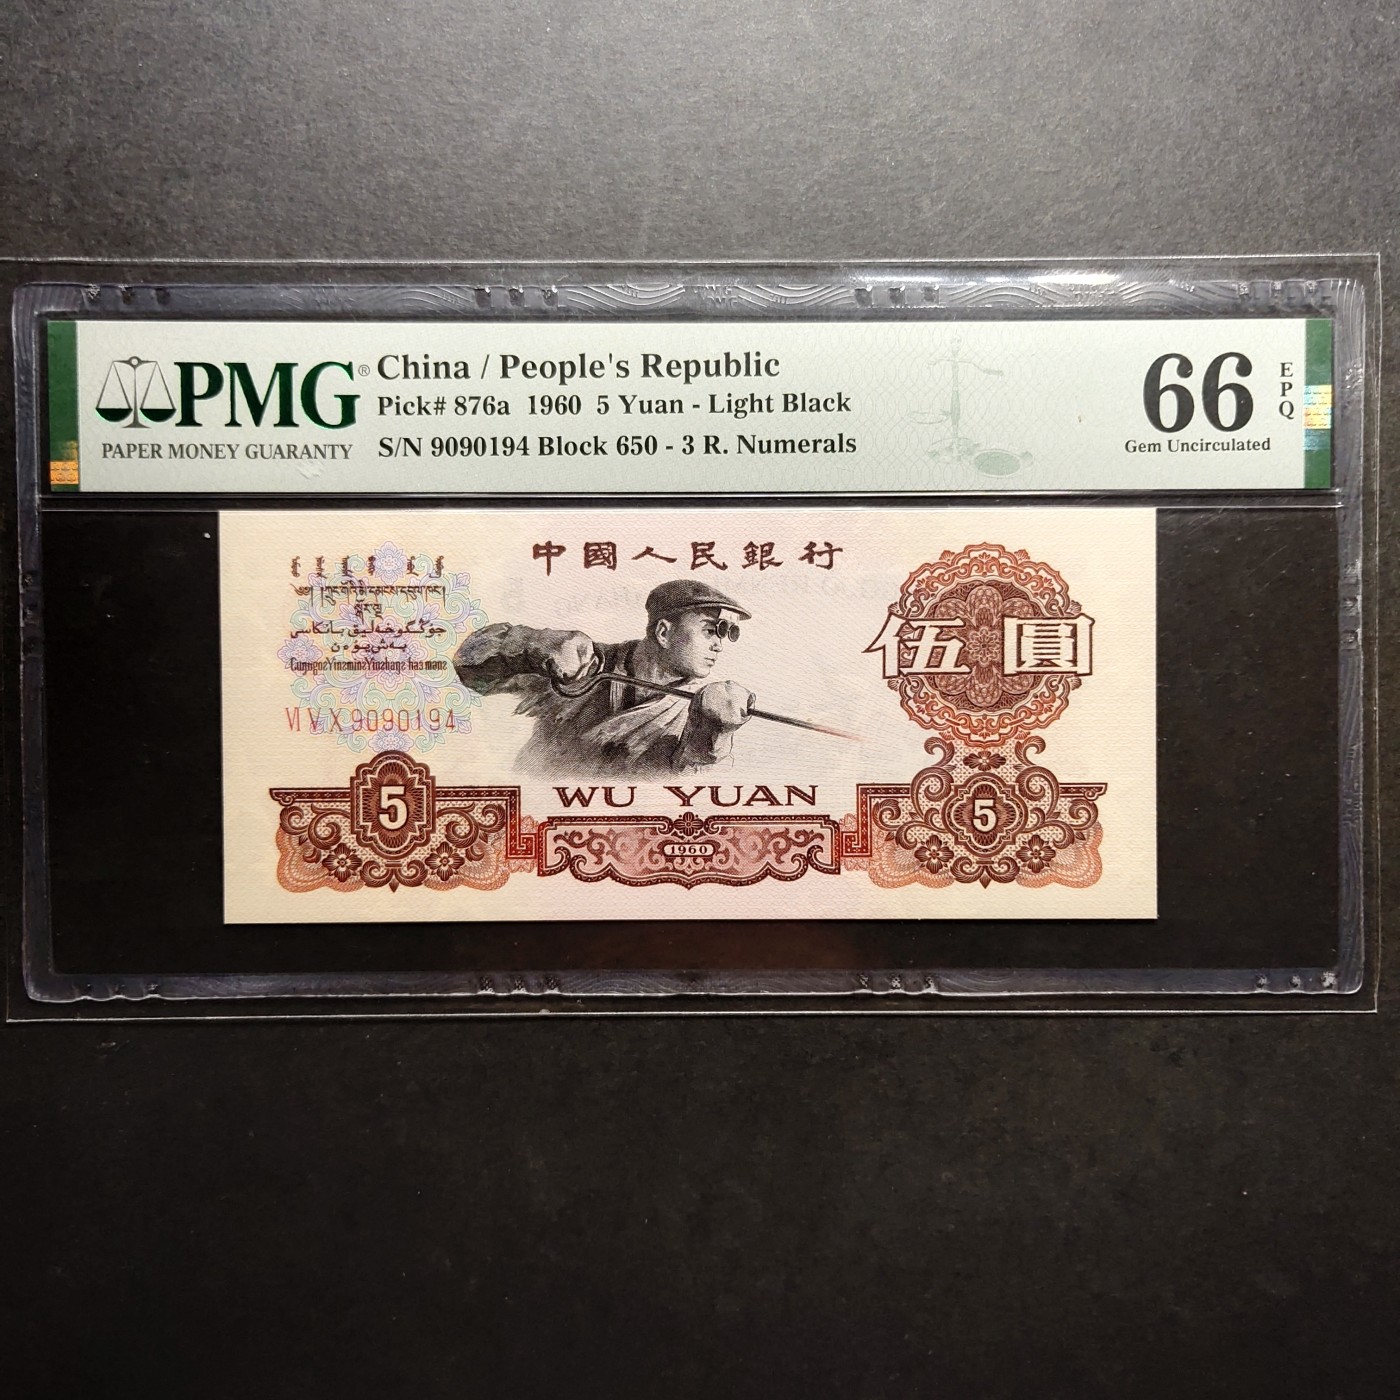 PMG®
PAPER MONEY GUARANTY
China / People's Republic
Pick# 876a 1960 5 Yuan - Light Black
S/N 9090194 Block 650 - 3 R. Numerals
66
EPQ
Gem Uncirculated
中國人民銀行
伍圓
Ⅵ Ⅴ Ⅹ 9090194
5
WU YUAN
1960
5